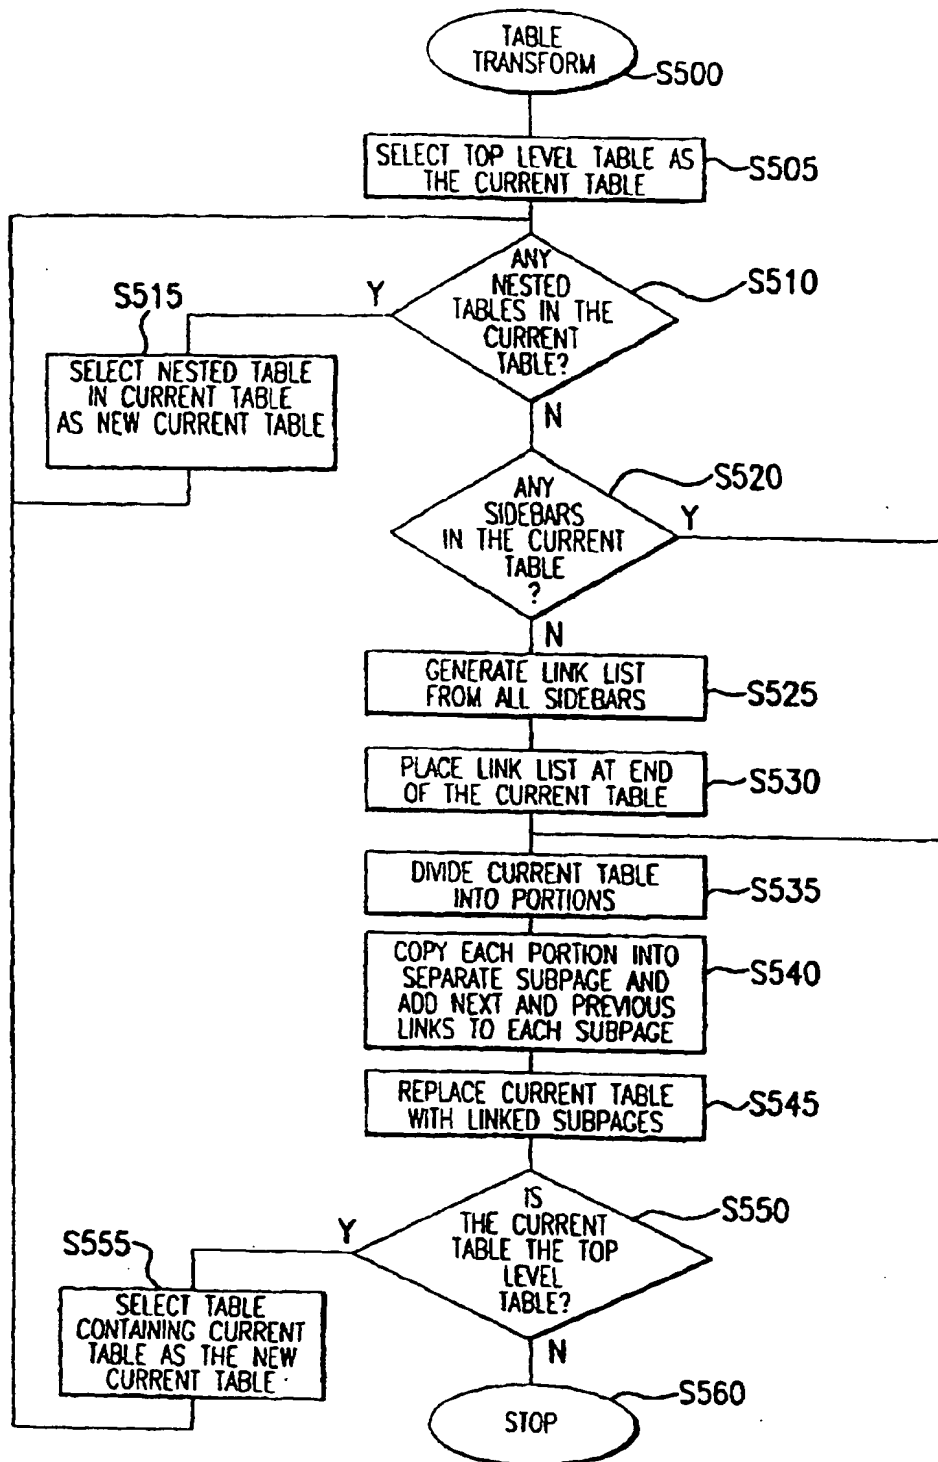 TABLE
TRANSFORM
S500
SELECT TOP LEVEL TABLE AS
THE CURRENT TABLE
S505
ANY
NESTED
TABLES IN THE
CURRENT
TABLE?
S510
Y
S515
SELECT NESTED TABLE
IN CURRENT TABLE
AS NEW CURRENT TABLE
N
ANY
SIDEBARS
IN THE CURRENT
TABLE
?
S520
Y
N
GENERATE LINK LIST
FROM ALL SIDEBARS
S525
PLACE LINK LIST AT END
OF THE CURRENT TABLE
S530
DIVIDE CURRENT TABLE
INTO PORTIONS
S535
COPY EACH PORTION INTO
SEPARATE SUBPAGE AND
ADD NEXT AND PREVIOUS
LINKS TO EACH SUBPAGE
S540
REPLACE CURRENT TABLE
WITH LINKED SUBPAGES
S545
IS
THE CURRENT
TABLE THE TOP
LEVEL
TABLE?
S550
Y
S555
SELECT TABLE
CONTAINING CURRENT
TABLE AS THE NEW
CURRENT TABLE
N
STOP
S560